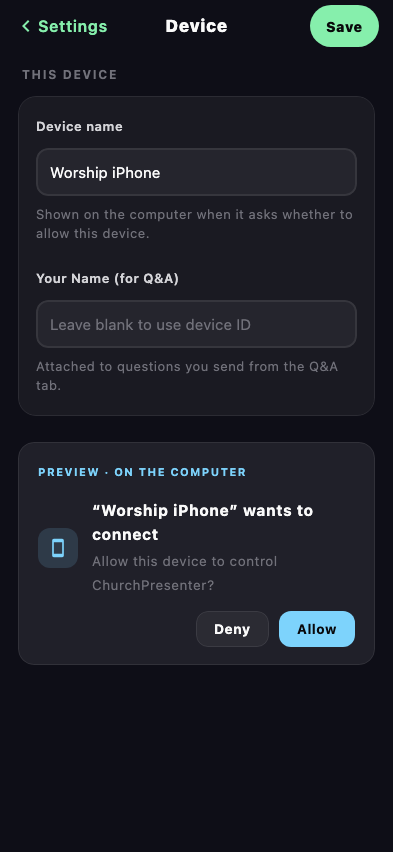 Settings
Device
Save
THIS DEVICE
Device name
Worship iPhone
Shown on the computer when it asks whether to
allow this device.
Your Name (for Q&A)
Leave blank to use device ID
Attached to questions you send from the Q&A
tab.
PREVIEW · ON THE COMPUTER
“Worship iPhone” wants to
connect
Allow this device to control
ChurchPresenter?
Deny
Allow